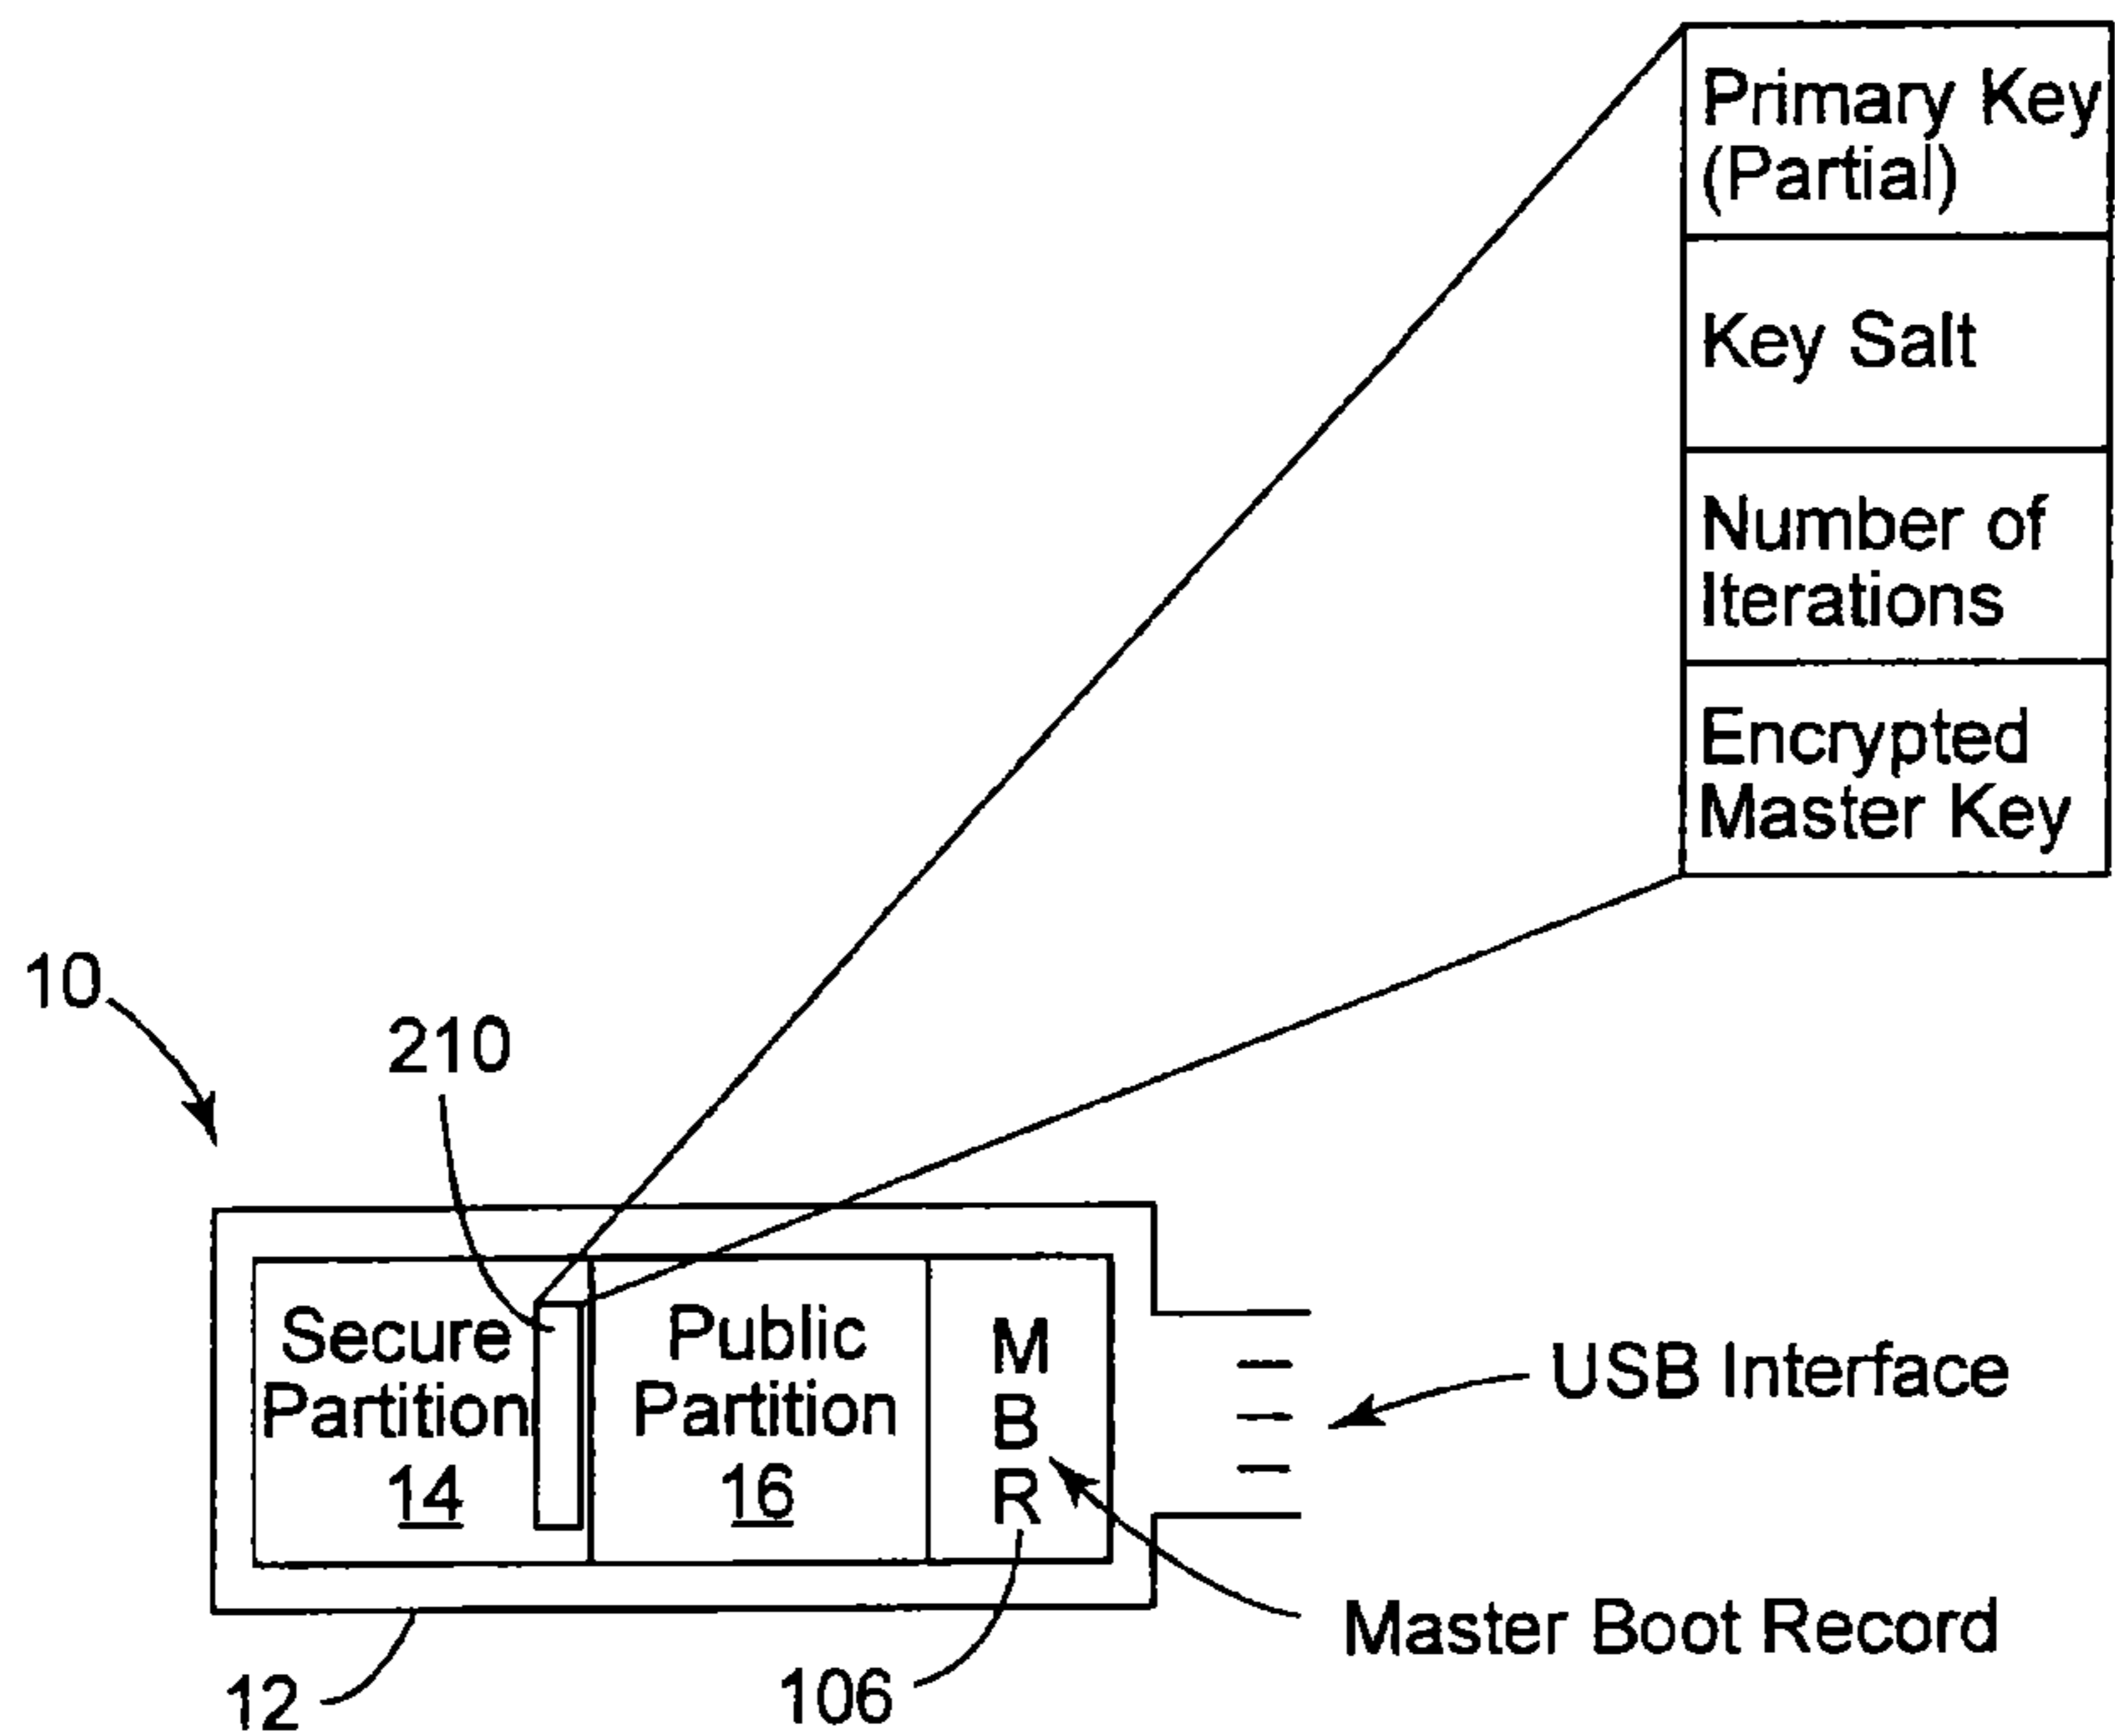 Primary Key
(Partial)
Key Salt
Number of
Iterations
Encrypted
Master Key
10
210
Secure
Partition
14
Public
Partition
16
M
B
R
USB Interface
Master Boot Record
12
106